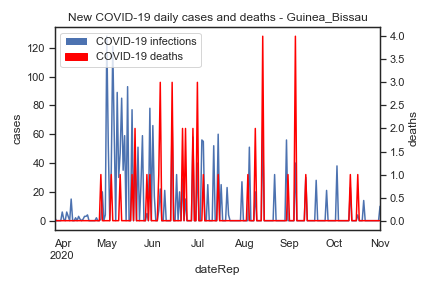 New COVID-19 daily cases and deaths - Guinea_Bissau
COVID-19 infections
COVID-19 deaths
120
100
80
60
40
20
0
cases
4.0
3.5
3.0
2.5
2.0
1.5
1.0
0.5
0.0
deaths
Apr May Jun Jul Aug Sep Oct Nov
2020
dateRep